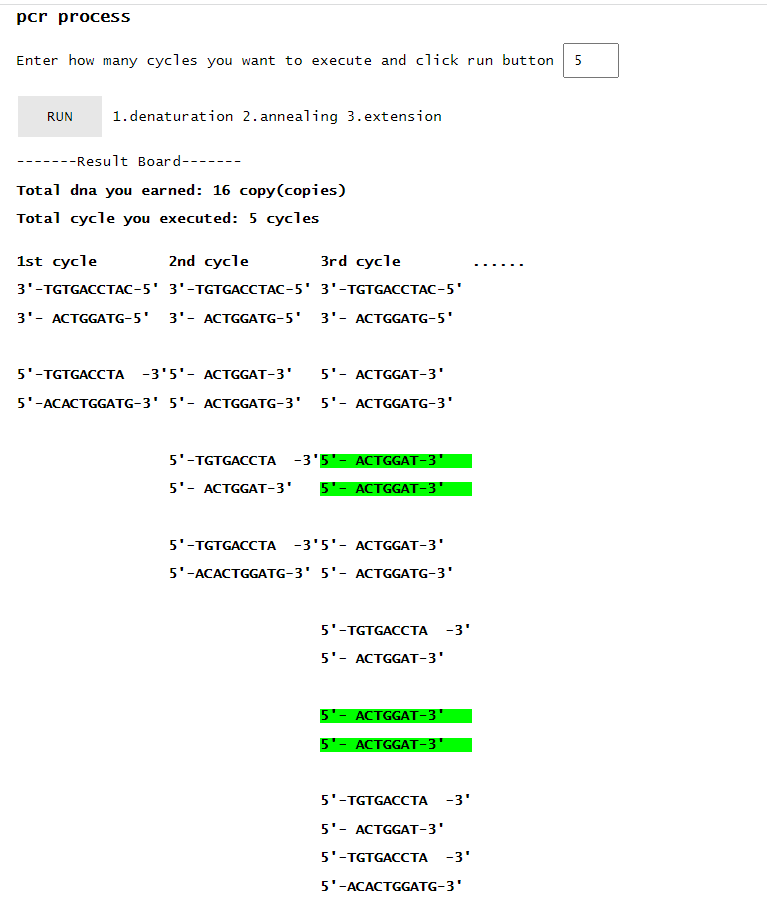 pcr process
Enter how many cycles you want to execute and click run button 5
RUN 1.denaturation 2.annealing 3.extension
-------Result Board-------
Total dna you earned: 16 copy(copies)
Total cycle you executed: 5 cycles
1st cycle 2nd cycle 3rd cycle ......
3'-TGTGACCTAC-5' 3'-TGTGACCTAC-5' 3'-TGTGACCTAC-5'
3'- ACTGGATG-5' 3'- ACTGGATG-5' 3'- ACTGGATG-5'
5'-TGTGACCTA  -3'5'- ACTGGAT-3' 5'- ACTGGAT-3'
5'-ACACTGGATG-3' 5'- ACTGGATG-3' 5'- ACTGGATG-3'
5'-TGTGACCTA  -3'5'- ACTGGAT-3'
5'- ACTGGAT-3' 5'- ACTGGAT-3'
5'-TGTGACCTA  -3'5'- ACTGGAT-3'
5'-ACACTGGATG-3' 5'- ACTGGATG-3'
5'-TGTGACCTA  -3'
5'- ACTGGAT-3'
5'- ACTGGAT-3'
5'- ACTGGAT-3'
5'-TGTGACCTA  -3'
5'- ACTGGAT-3'
5'-TGTGACCTA  -3'
5'-ACACTGGATG-3'